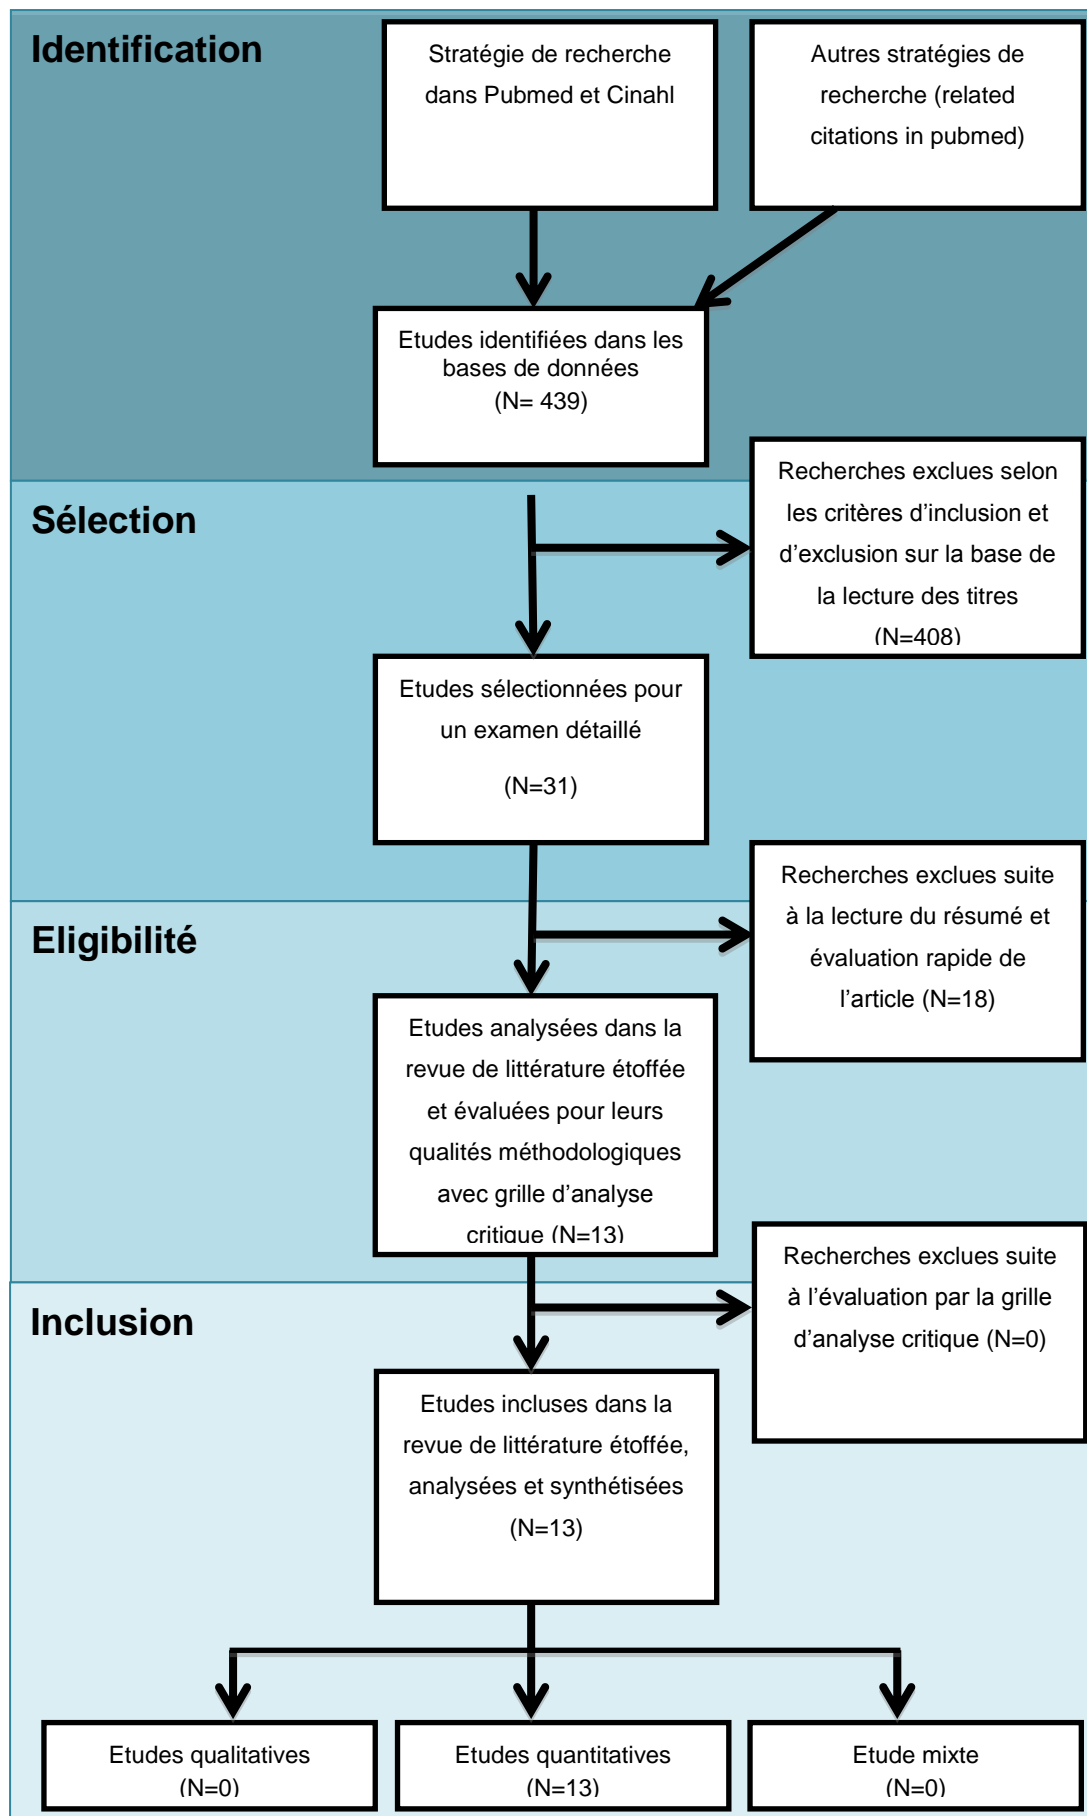 Identification
Stratégie de recherche
dans Pubmed et Cinahl
Autres stratégies de
recherche (related
citations in pubmed)
Etudes identifiées dans les
bases de données
(N= 439)
Sélection
Recherches exclues selon
les critères d’inclusion et
d’exclusion sur la base de
la lecture des titres
(N=408)
Etudes sélectionnées pour
un examen détaillé
(N=31)
Eligibilité
Recherches exclues suite
à la lecture du résumé et
évaluation rapide de
l’article (N=18)
Etudes analysées dans la
revue de littérature étoffée
et évaluées pour leurs
qualités méthodologiques
avec grille d’analyse
critique (N=13)
Inclusion
Recherches exclues suite
à l’évaluation par la grille
d’analyse critique (N=0)
Etudes incluses dans la
revue de littérature étoffée,
analysées et synthétisées
(N=13)
Etudes qualitatives
(N=0)
Etudes quantitatives
(N=13)
Etude mixte
(N=0)